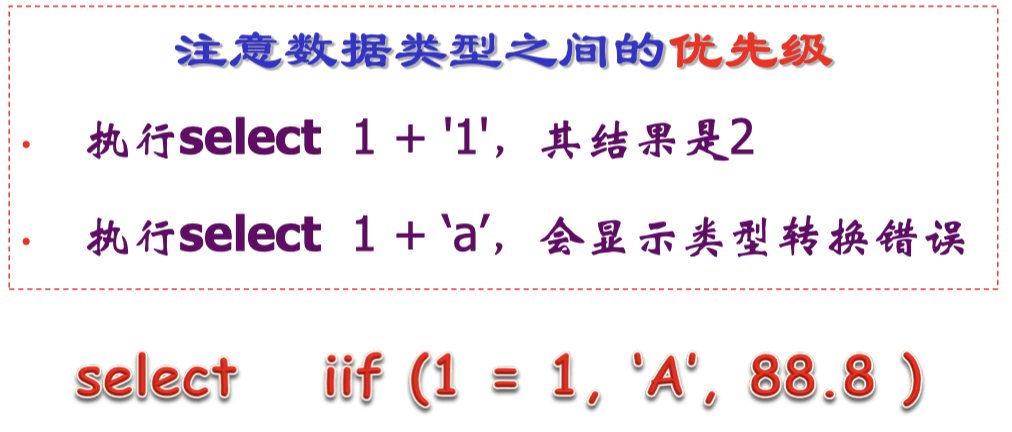 注意数据类型之间的优先级
• 执行select 1 + '1'，其结果是2
• 执行select 1 + ‘a’，会显示类型转换错误
select iif (1 = 1, ‘A’, 88.8 )